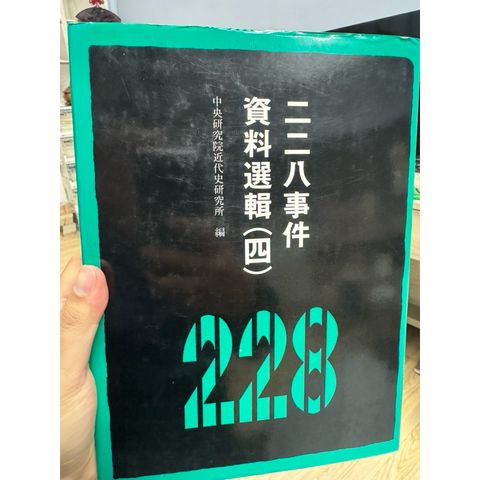 二二八事件
資料選輯（四）
中央研究院近代史研究所 編
228